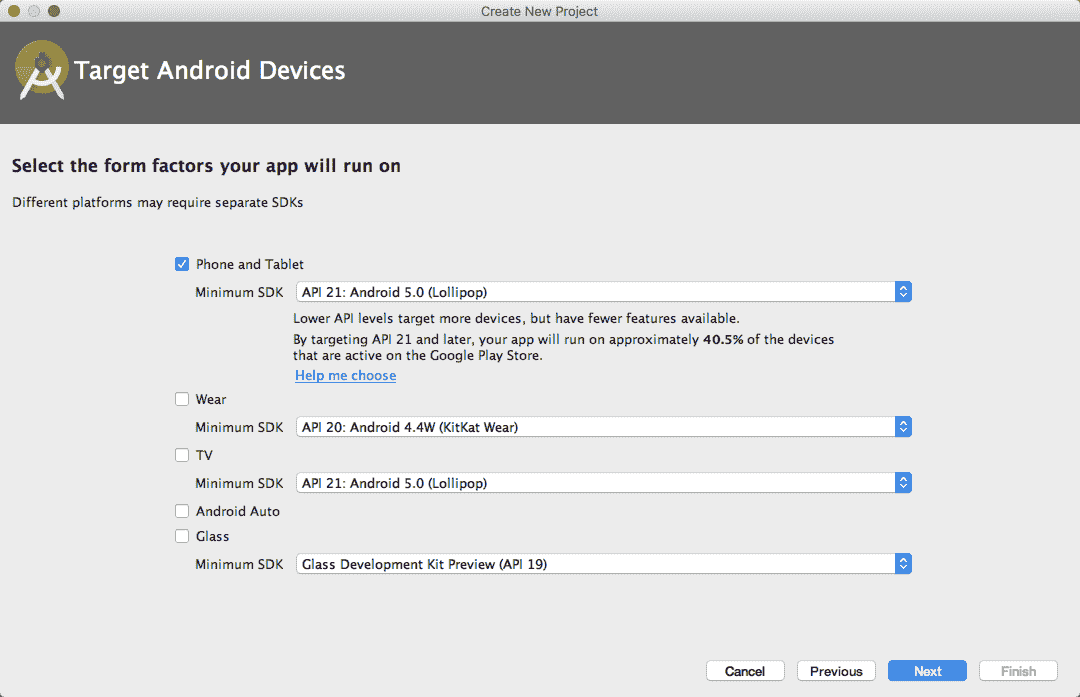 Create New Project
Target Android Devices
Select the form factors your app will run on
Different platforms may require separate SDKs
Phone and Tablet
Minimum SDK API 21: Android 5.0 (Lollipop)
Lower API levels target more devices, but have fewer features available.
By targeting API 21 and later, your app will run on approximately 40.5% of the devices
that are active on the Google Play Store.
Help me choose
Wear
Minimum SDK API 20: Android 4.4W (KitKat Wear)
TV
Minimum SDK API 21: Android 5.0 (Lollipop)
Android Auto
Glass
Minimum SDK Glass Development Kit Preview (API 19)
Cancel Previous Next Finish